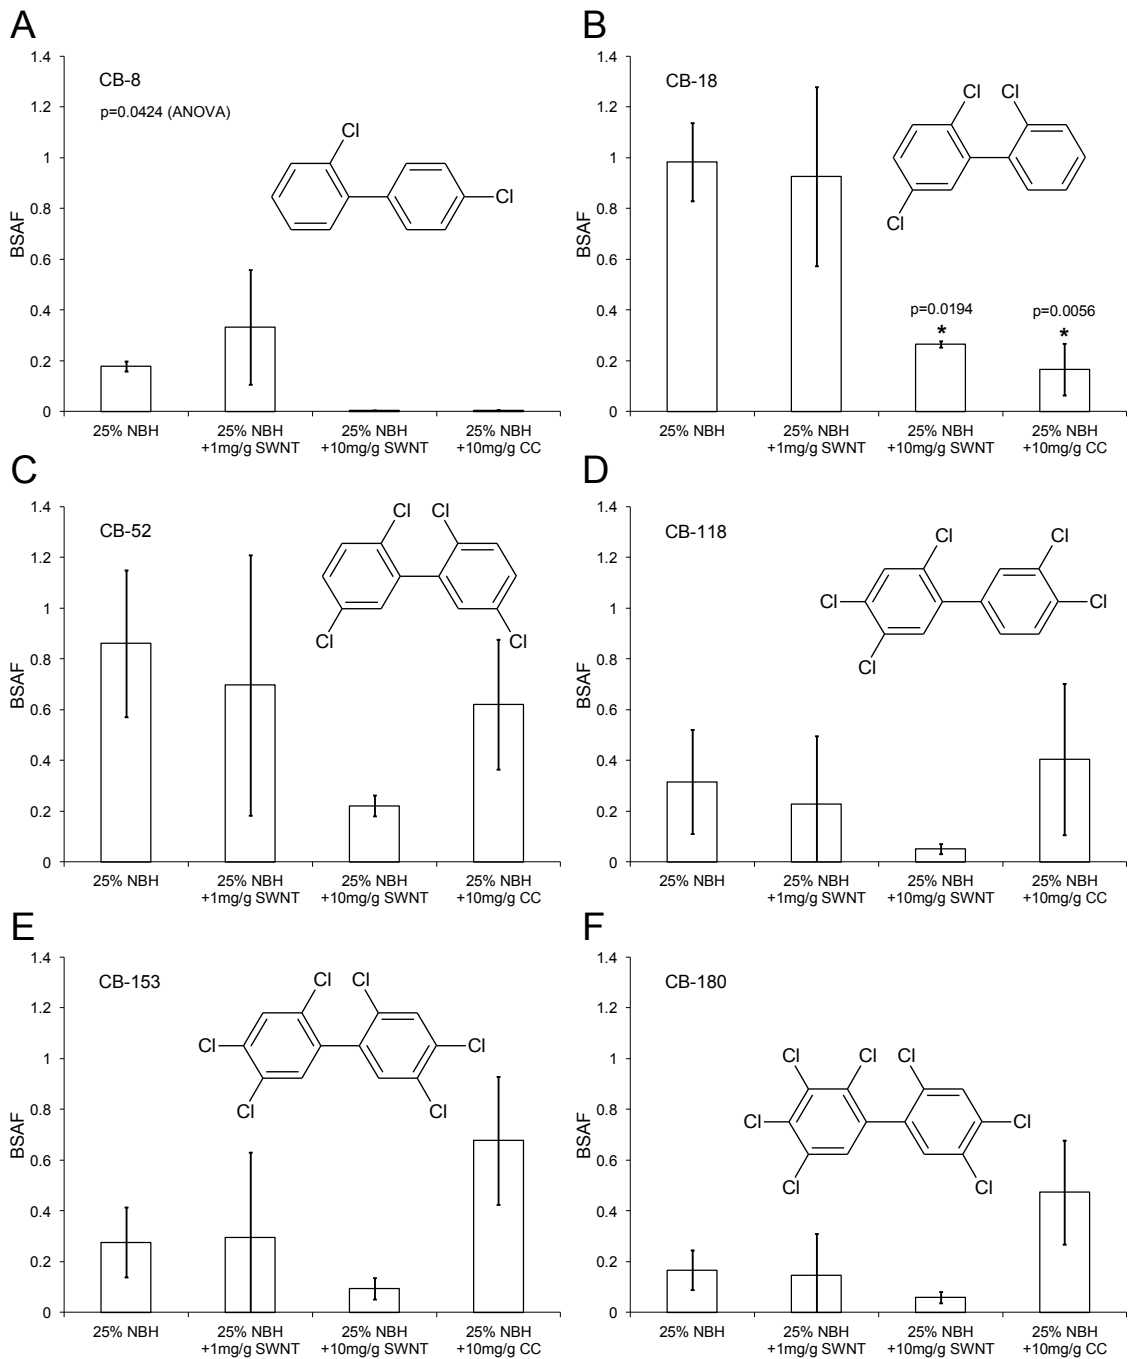 A
CB-8
p=0.0424 (ANOVA)
Cl
Cl
BSAF
1.4
1.2
1
0.8
0.6
0.4
0.2
0
25% NBH
25% NBH
+1mg/g SWNT
25% NBH
+10mg/g SWNT
25% NBH
+10mg/g CC
B
CB-18
Cl
Cl
Cl
p=0.0194
*
p=0.0056
*
BSAF
1.4
1.2
1
0.8
0.6
0.4
0.2
0
25% NBH
25% NBH
+1mg/g SWNT
25% NBH
+10mg/g SWNT
25% NBH
+10mg/g CC
C
CB-52
Cl
Cl
Cl
Cl
BSAF
1.4
1.2
1
0.8
0.6
0.4
0.2
0
25% NBH
25% NBH
+1mg/g SWNT
25% NBH
+10mg/g SWNT
25% NBH
+10mg/g CC
D
CB-118
Cl
Cl
Cl
Cl
Cl
BSAF
1.4
1.2
1
0.8
0.6
0.4
0.2
0
25% NBH
25% NBH
+1mg/g SWNT
25% NBH
+10mg/g SWNT
25% NBH
+10mg/g CC
E
CB-153
Cl
Cl
Cl
Cl
Cl
Cl
BSAF
1.4
1.2
1
0.8
0.6
0.4
0.2
0
25% NBH
25% NBH
+1mg/g SWNT
25% NBH
+10mg/g SWNT
25% NBH
+10mg/g CC
F
CB-180
Cl
Cl
Cl
Cl
Cl
Cl
Cl
BSAF
1.4
1.2
1
0.8
0.6
0.4
0.2
0
25% NBH
25% NBH
+1mg/g SWNT
25% NBH
+10mg/g SWNT
25% NBH
+10mg/g CC